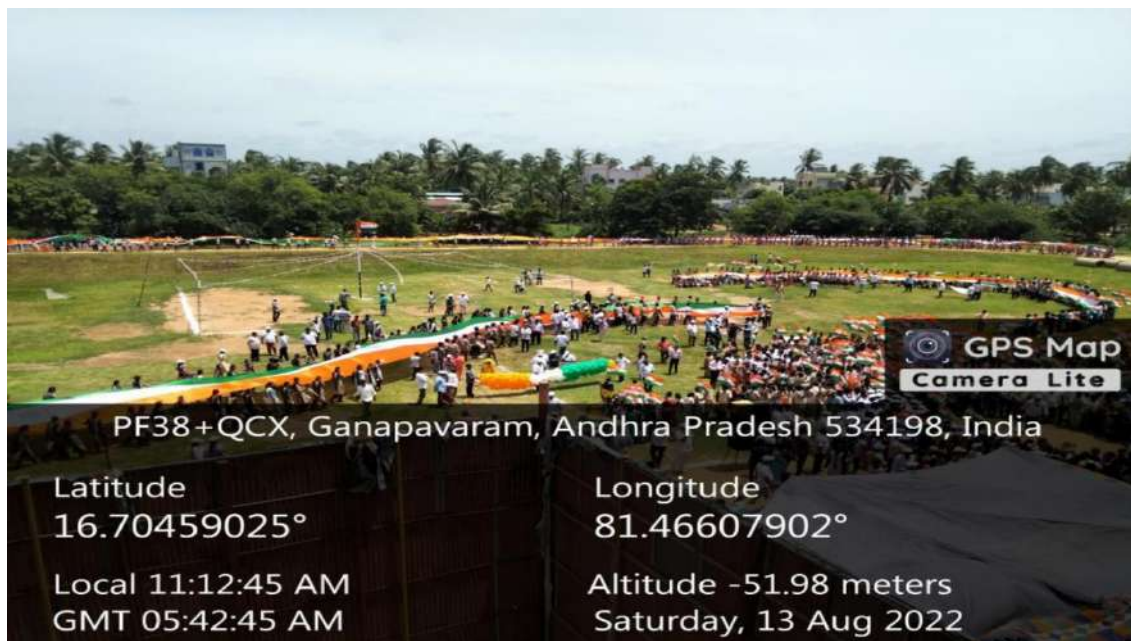 GPS Map
Camera Lite
PF38+QCX, Ganapavaram, Andhra Pradesh 534198, India
Latitude
16.70459025°
Longitude
81.46607902°
Local 11:12:45 AM
GMT 05:42:45 AM
Altitude -51.98 meters
Saturday, 13 Aug 2022